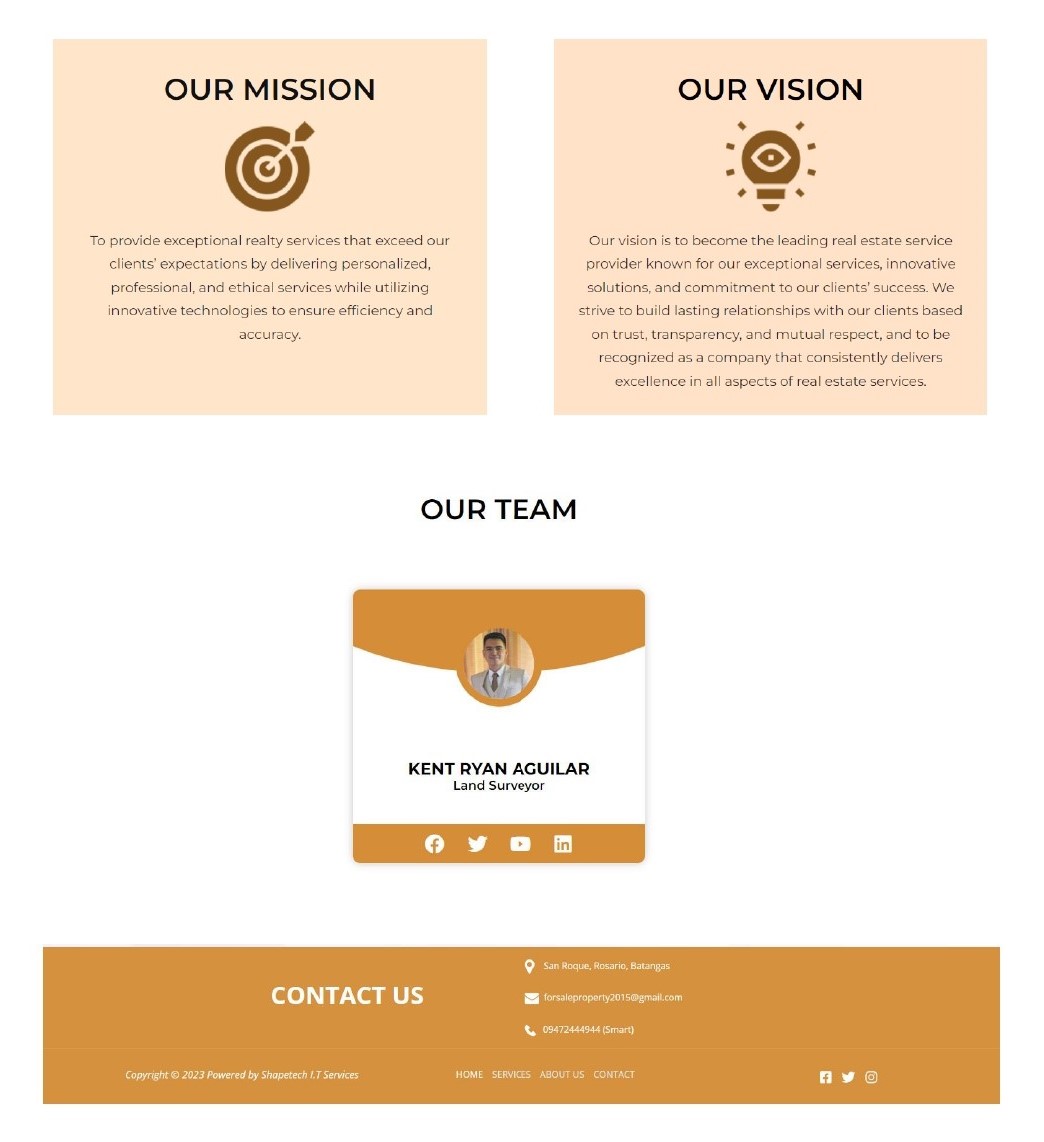 OUR MISSION
To provide exceptional realty services that exceed our
clients’ expectations by delivering personalized,
professional, and ethical services while utilizing
innovative technologies to ensure efficiency and
accuracy.
OUR VISION
Our vision is to become the leading real estate service
provider known for our exceptional services, innovative
solutions, and commitment to our clients’ success. We
strive to build lasting relationships with our clients based
on trust, transparency, and mutual respect, and to be
recognized as a company that consistently delivers
excellence in all aspects of real estate services.
OUR TEAM
KENT RYAN AGUILAR
Land Surveyor
CONTACT US
San Roque, Rosario, Batangas
forsaleproperty2015@gmail.com
09472444944 (Smart)
Copyright © 2023 Powered by Shapetech I.T Services
HOME SERVICES ABOUT US CONTACT